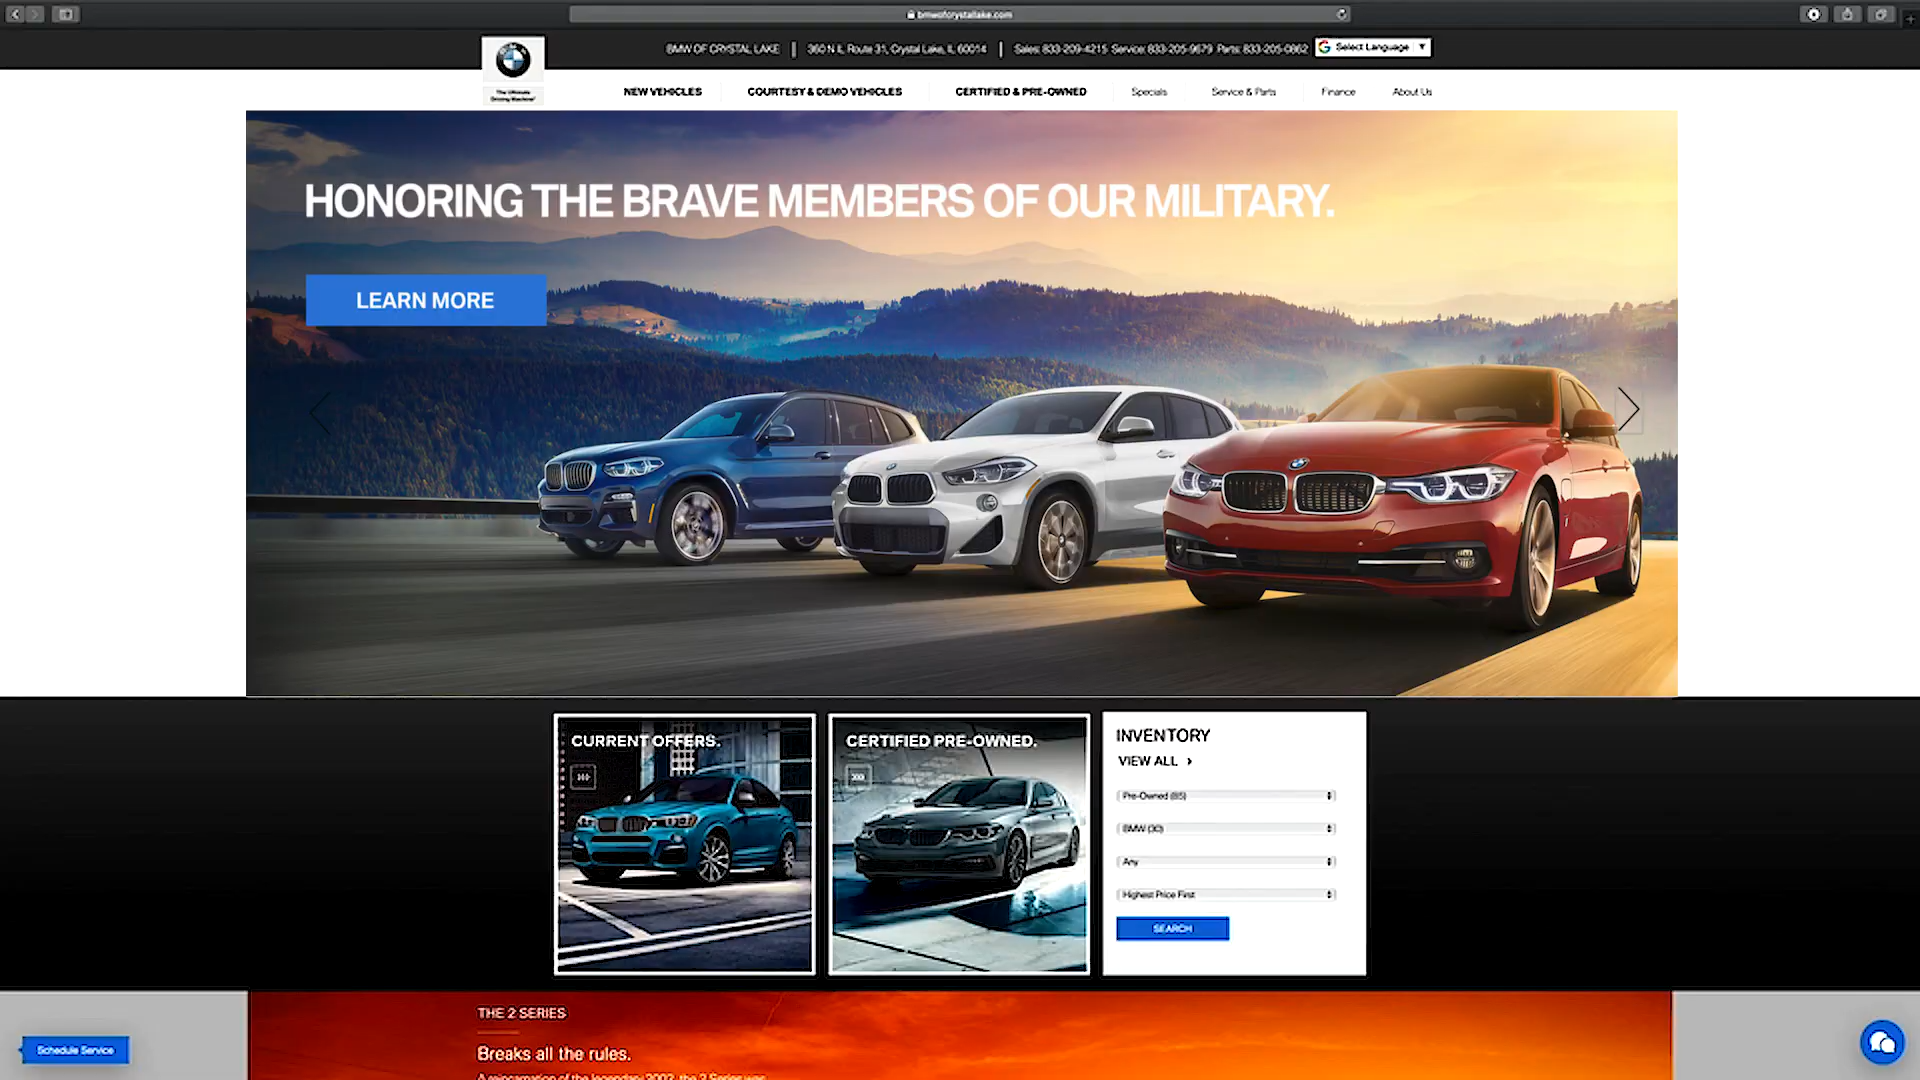 bmwofcrystallake.com
BMW OF CRYSTAL LAKE | 360 N IL Route 31, Crystal Lake, IL 60014 | Sales: 833-209-4215 Service: 833-205-9679 Parts: 833-205-0862
Select Language
The Ultimate
Driving Machine®
NEW VEHICLES COURTESY & DEMO VEHICLES CERTIFIED & PRE-OWNED Specials Service & Parts Finance About Us
HONORING THE BRAVE MEMBERS OF OUR MILITARY.
LEARN MORE
CURRENT OFFERS.
CERTIFIED PRE-OWNED.
INVENTORY
VIEW ALL ›
Pre-Owned (85)
BMW (30)
Any
Highest Price First
SEARCH
THE 2 SERIES
Breaks all the rules.
A reincarnation of the legendary 2002, the 2 Series was
Schedule Service